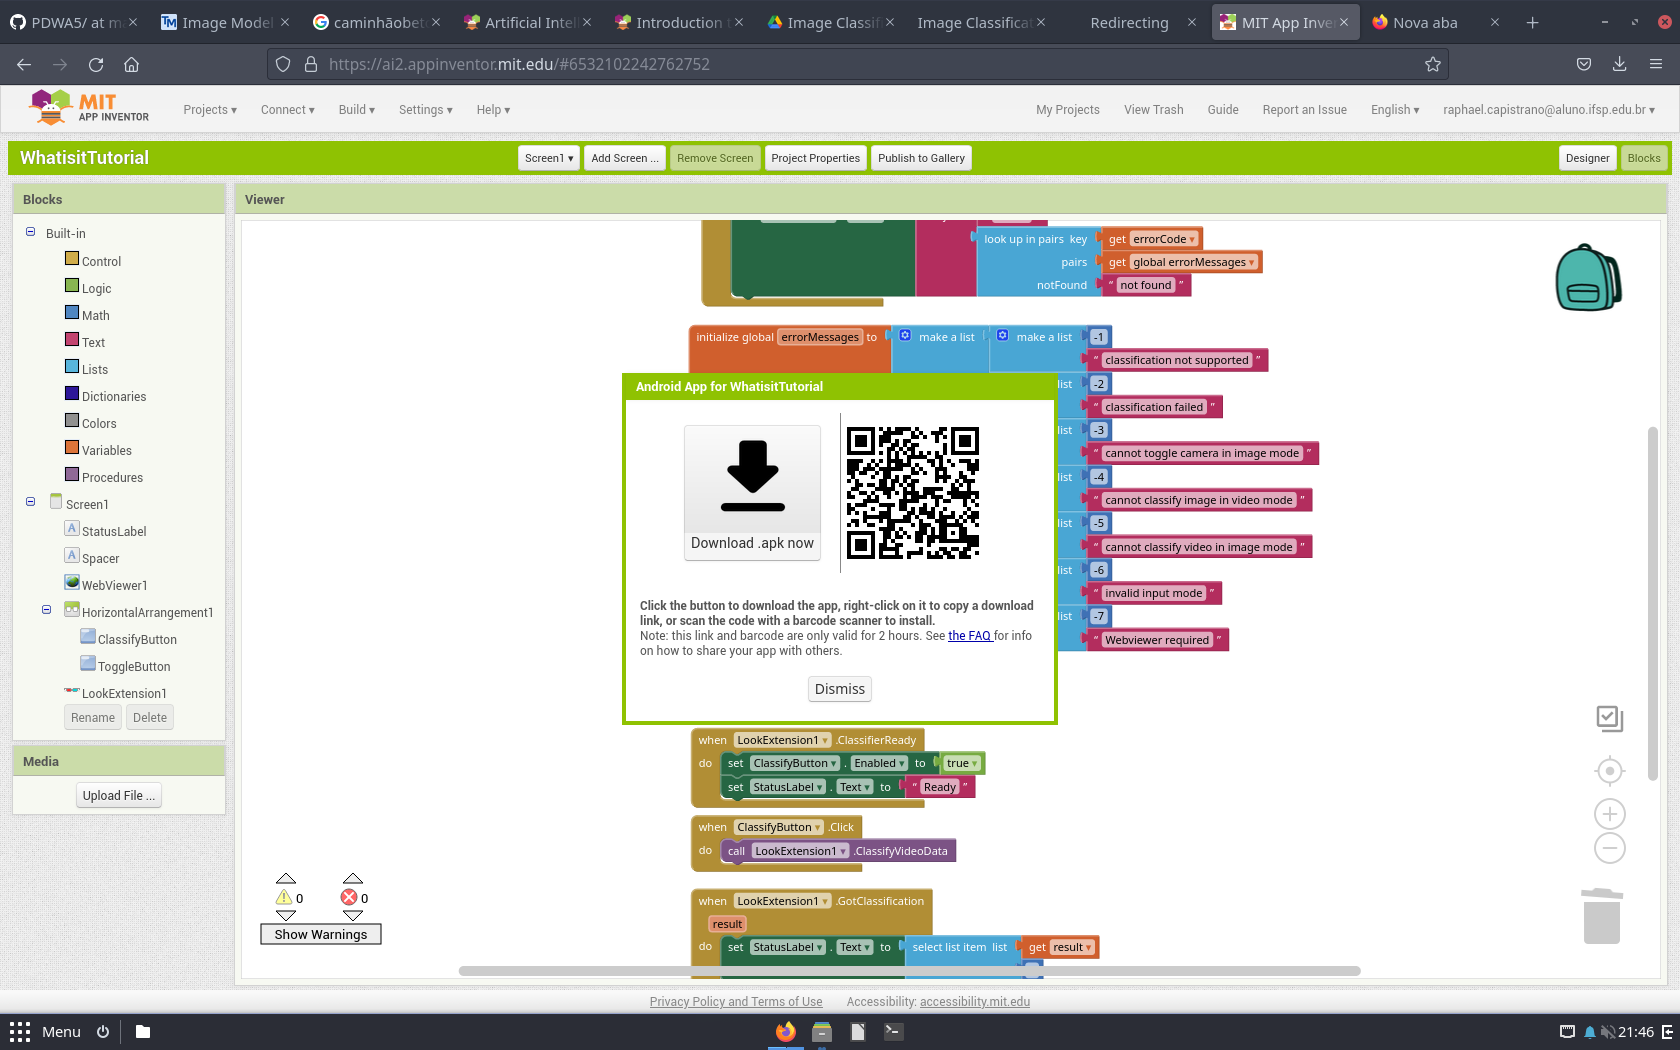 PDWA5/ at m
Image Model
caminhãobet
Artificial Intell
Introduction t
Image Classif
Image Classificat
Redirecting
MIT App Inve
Nova aba
https://ai2.appinventor.mit.edu/#6532102242762752
MIT
APP INVENTOR
Projects ▾ Connect ▾ Build ▾ Settings ▾ Help ▾ My Projects View Trash Guide Report an Issue English ▾ raphael.capistrano@aluno.ifsp.edu.br ▾
WhatisitTutorial Screen1 ▾ Add Screen ... Remove Screen Project Properties Publish to Gallery Designer Blocks
Blocks
Built-in
Control
Logic
Math
Text
Lists
Dictionaries
Colors
Variables
Procedures
Screen1
StatusLabel
Spacer
WebViewer1
HorizontalArrangement1
ClassifyButton
ToggleButton
LookExtension1
Rename Delete
Media
Upload File ...
Viewer
look up in pairs key get errorCode
pairs get global errorMessages
notFound " not found "
initialize global errorMessages to make a list make a list -1
" classification not supported "
list -2
" classification failed "
list -3
" cannot toggle camera in image mode "
list -4
" cannot classify image in video mode "
list -5
" cannot classify video in image mode "
list -6
" invalid input mode "
list -7
" Webviewer required "
Android App for WhatisitTutorial
Download .apk now
Click the button to download the app, right-click on it to copy a download
link, or scan the code with a barcode scanner to install.
Note: this link and barcode are only valid for 2 hours. See the FAQ for info
on how to share your app with others.
Dismiss
when LookExtension1 .ClassifierReady
do set ClassifyButton . Enabled to true
set StatusLabel . Text to " Ready "
when ClassifyButton .Click
do call LookExtension1 .ClassifyVideoData
when LookExtension1 .GotClassification
result
do set StatusLabel . Text to select list item list get result
0 0
Show Warnings
Privacy Policy and Terms of Use Accessibility: accessibility.mit.edu
Menu 21:46